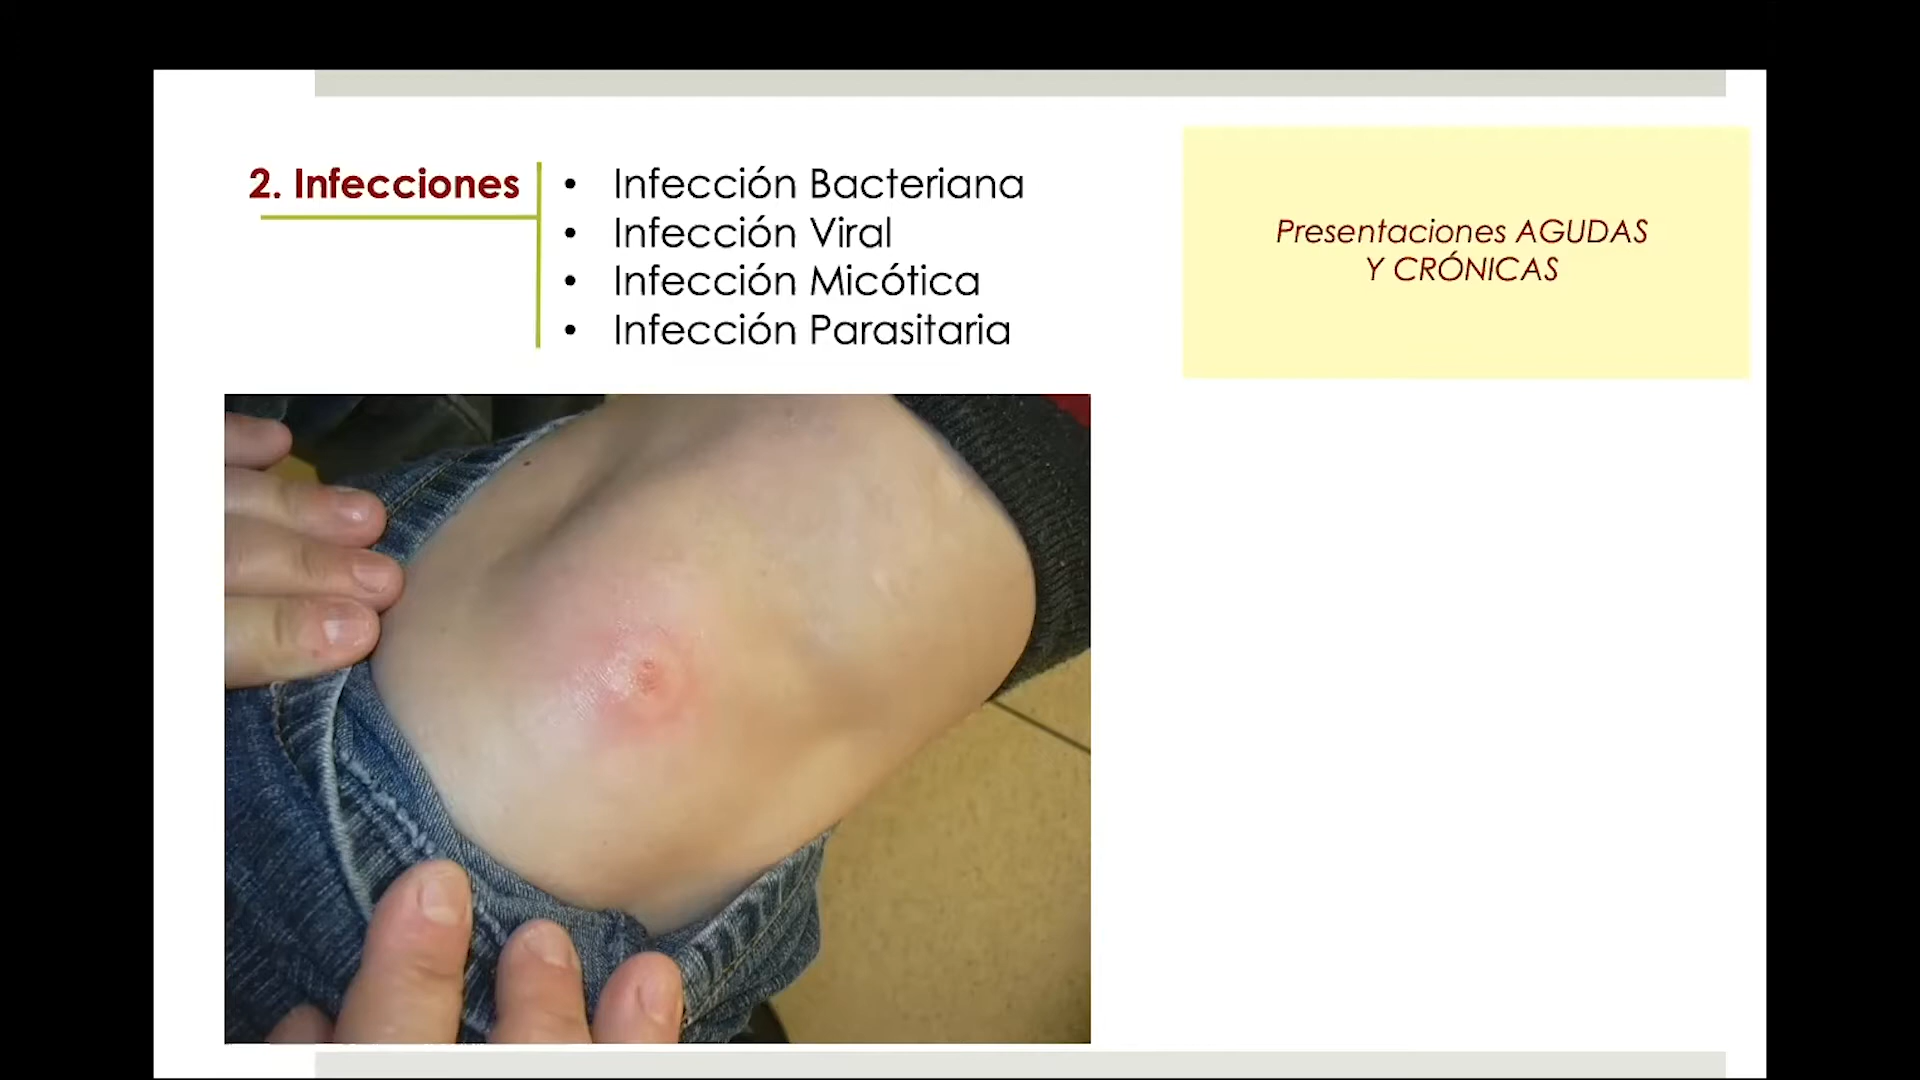 2. Infecciones
• Infección Bacteriana
• Infección Viral
• Infección Micótica
• Infección Parasitaria
Presentaciones AGUDAS
Y CRÓNICAS